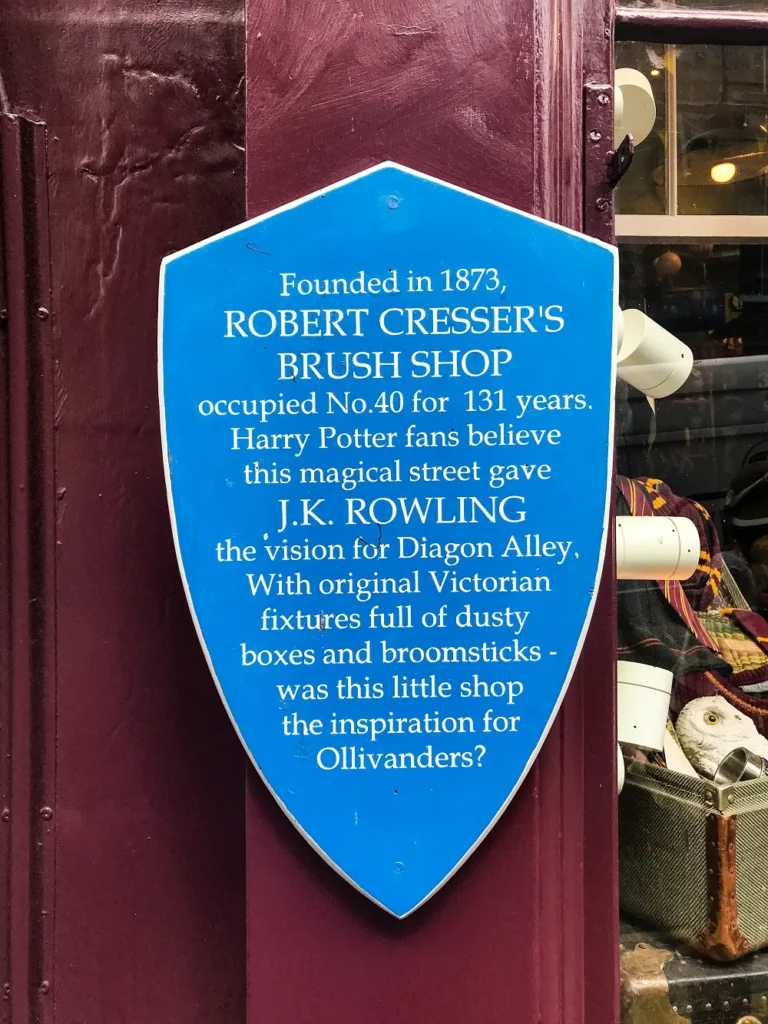 Founded in 1873,
ROBERT CRESSER'S
BRUSH SHOP
occupied No.40 for 131 years.
Harry Potter fans believe
this magical street gave
J.K. ROWLING
the vision for Diagon Alley,
With original Victorian
fixtures full of dusty
boxes and broomsticks -
was this little shop
the inspiration for
Ollivanders?